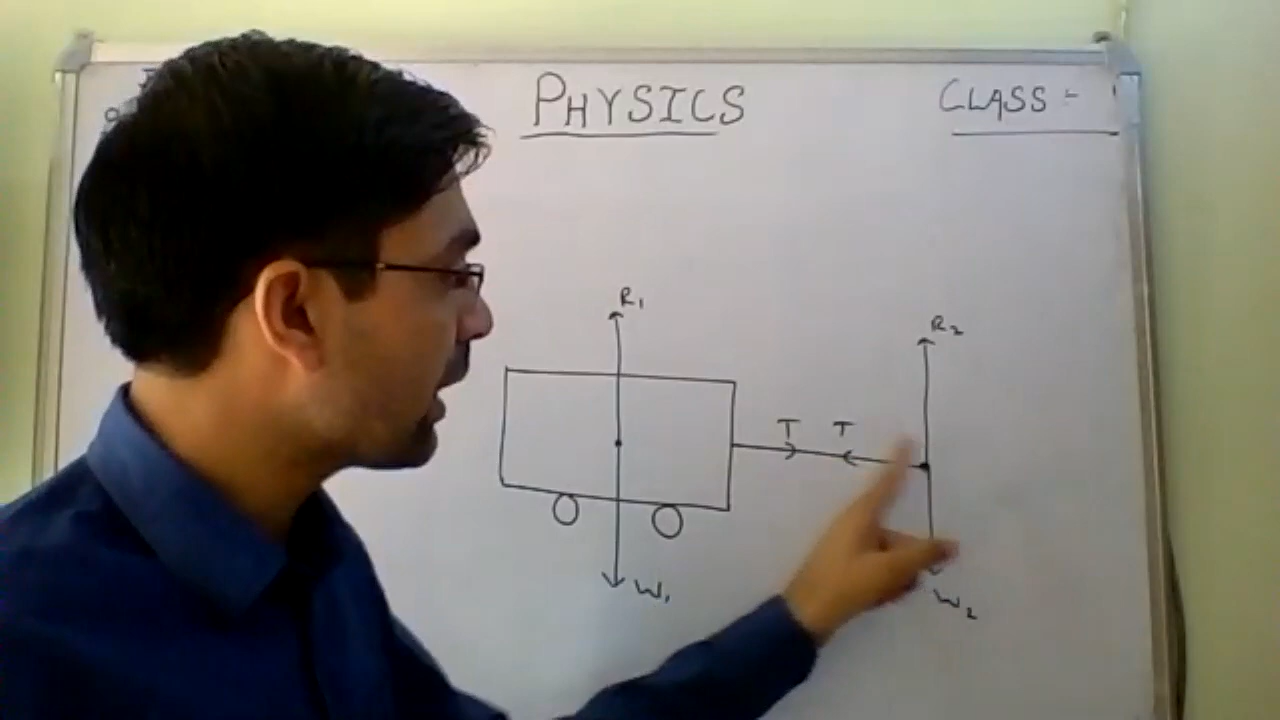 PHYSICS
CLASS :-
R₁
R₂
T T
W₁
W₂